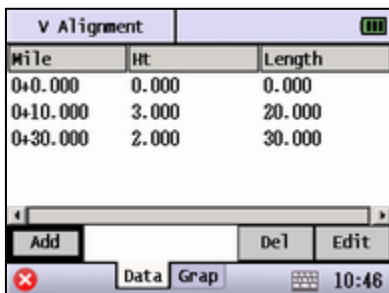 V Alignment
Mile Ht Length
0+0.000 0.000 0.000
0+10.000 3.000 20.000
0+30.000 2.000 30.000
Add Del Edit
Data Grap 10:46